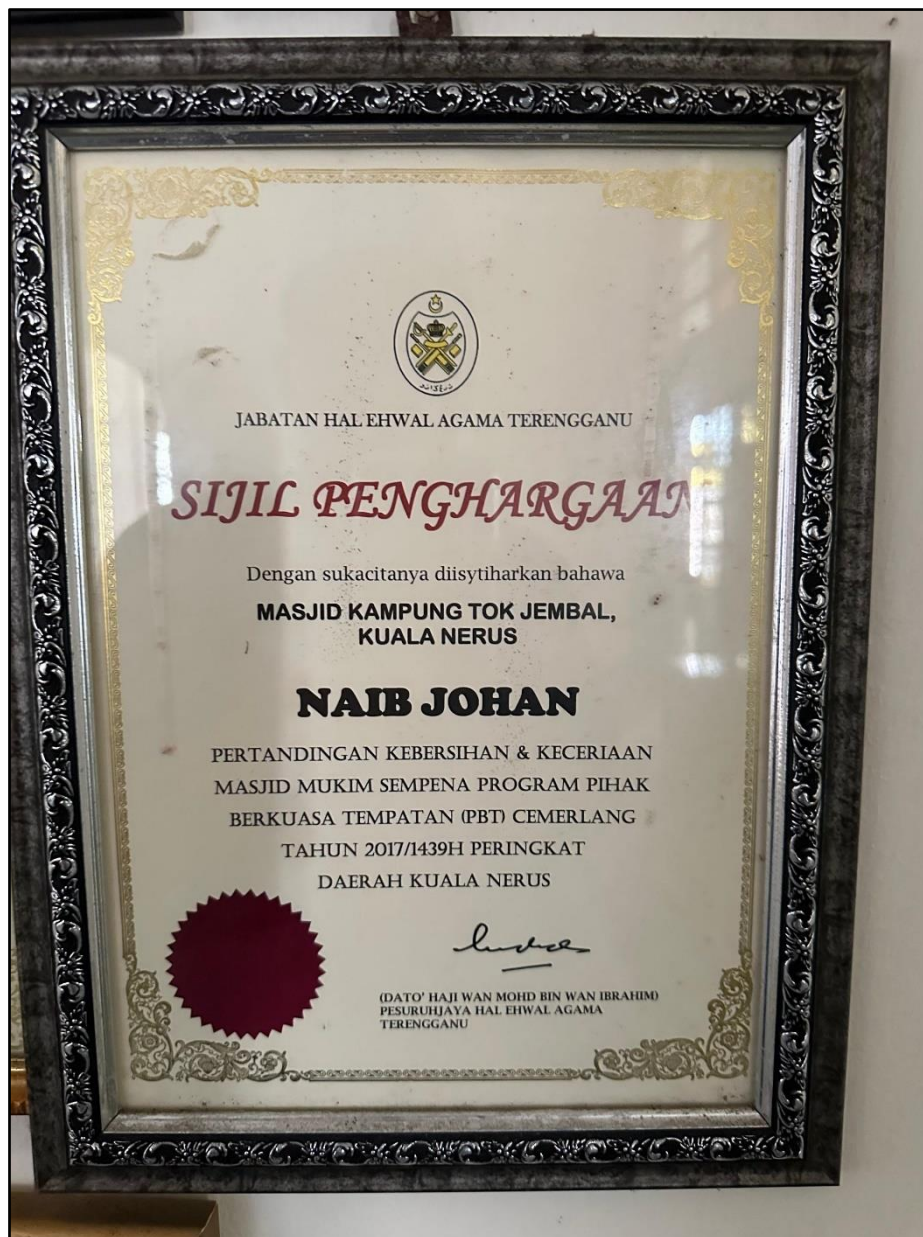 ترڠݢانو
JABATAN HAL EHWAL AGAMA TERENGGANU
SIJIL PENGHARGAAN
Dengan sukacitanya diisytiharkan bahawa
MASJID KAMPUNG TOK JEMBAL,
KUALA NERUS
NAIB JOHAN
PERTANDINGAN KEBERSIHAN & KECERIAAN
MASJID MUKIM SEMPENA PROGRAM PIHAK
BERKUASA TEMPATAN (PBT) CEMERLANG
TAHUN 2017/1439H PERINGKAT
DAERAH KUALA NERUS
(DATO' HAJI WAN MOHD BIN WAN IBRAHIM)
PESURUHJAYA HAL EHWAL AGAMA
TERENGGANU